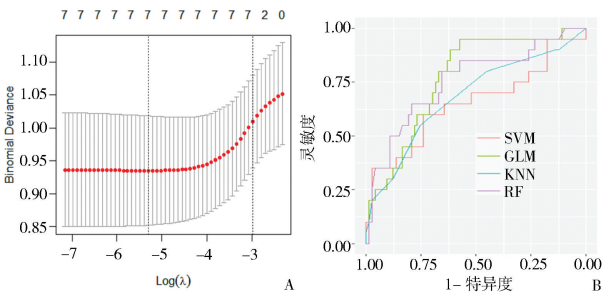 7 7 7 7 7 7 7 7 7 7 2 0
Binomial Deviance
1.10
1.05
1.00
0.95
0.90
0.85
-7 -6 -5 -4 -3
Log(λ)
A
灵敏度
1.00
0.75
0.50
0.25
0.00
SVM
GLM
KNN
RF
1.00 0.75 0.50 0.25 0.00
1- 特异度
B